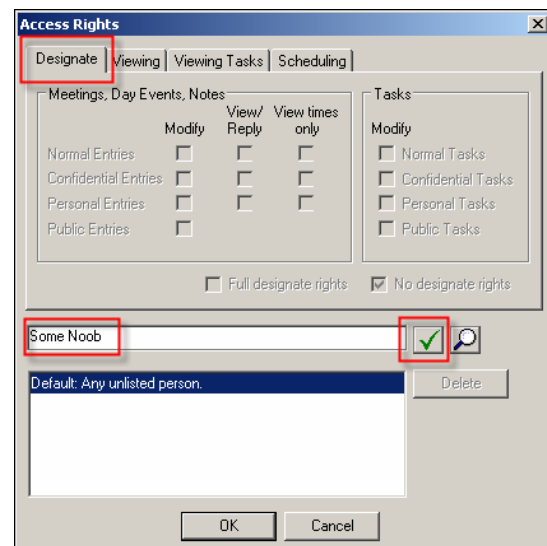 Access Rights
Designate Viewing Viewing Tasks Scheduling
Meetings, Day Events, Notes
View/ View times
Modify Reply only
Normal Entries
Confidential Entries
Personal Entries
Public Entries
Tasks
Modify
Normal Tasks
Confidential Tasks
Personal Tasks
Public Tasks
Full designate rights No designate rights
Some Noob
Default: Any unlisted person.
Delete
OK Cancel